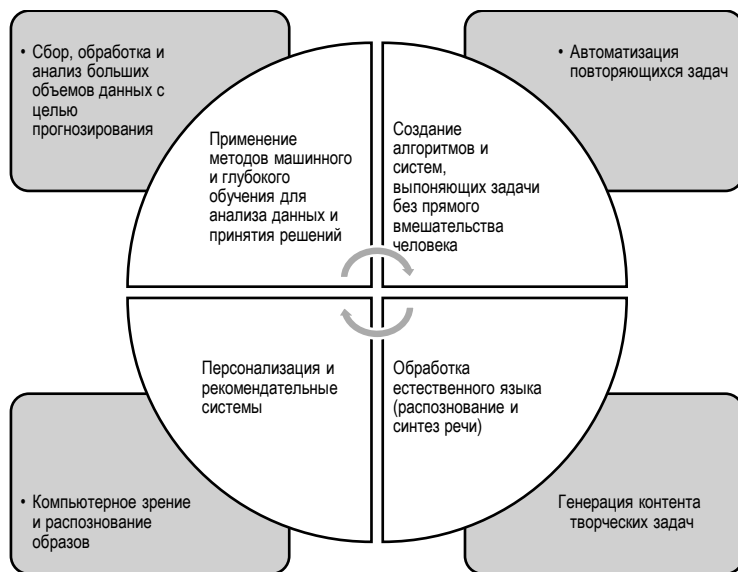 • Сбор, обработка и
анализ больших
объемов данных с
целью
прогнозирования
• Автоматизация
повторяющихся задач
Применение
методов машинного
и глубокого
обучения для
анализа данных и
принятия решений
Создание
алгоритмов и
систем,
выпоняющих задачи
без прямого
вмешательства
человека
Персонализация и
рекомендательные
системы
Обработка
естественного языка
(распознование и
синтез речи)
• Компьютерное зрение
и распознование
образов
Генерация контента
творческих задач